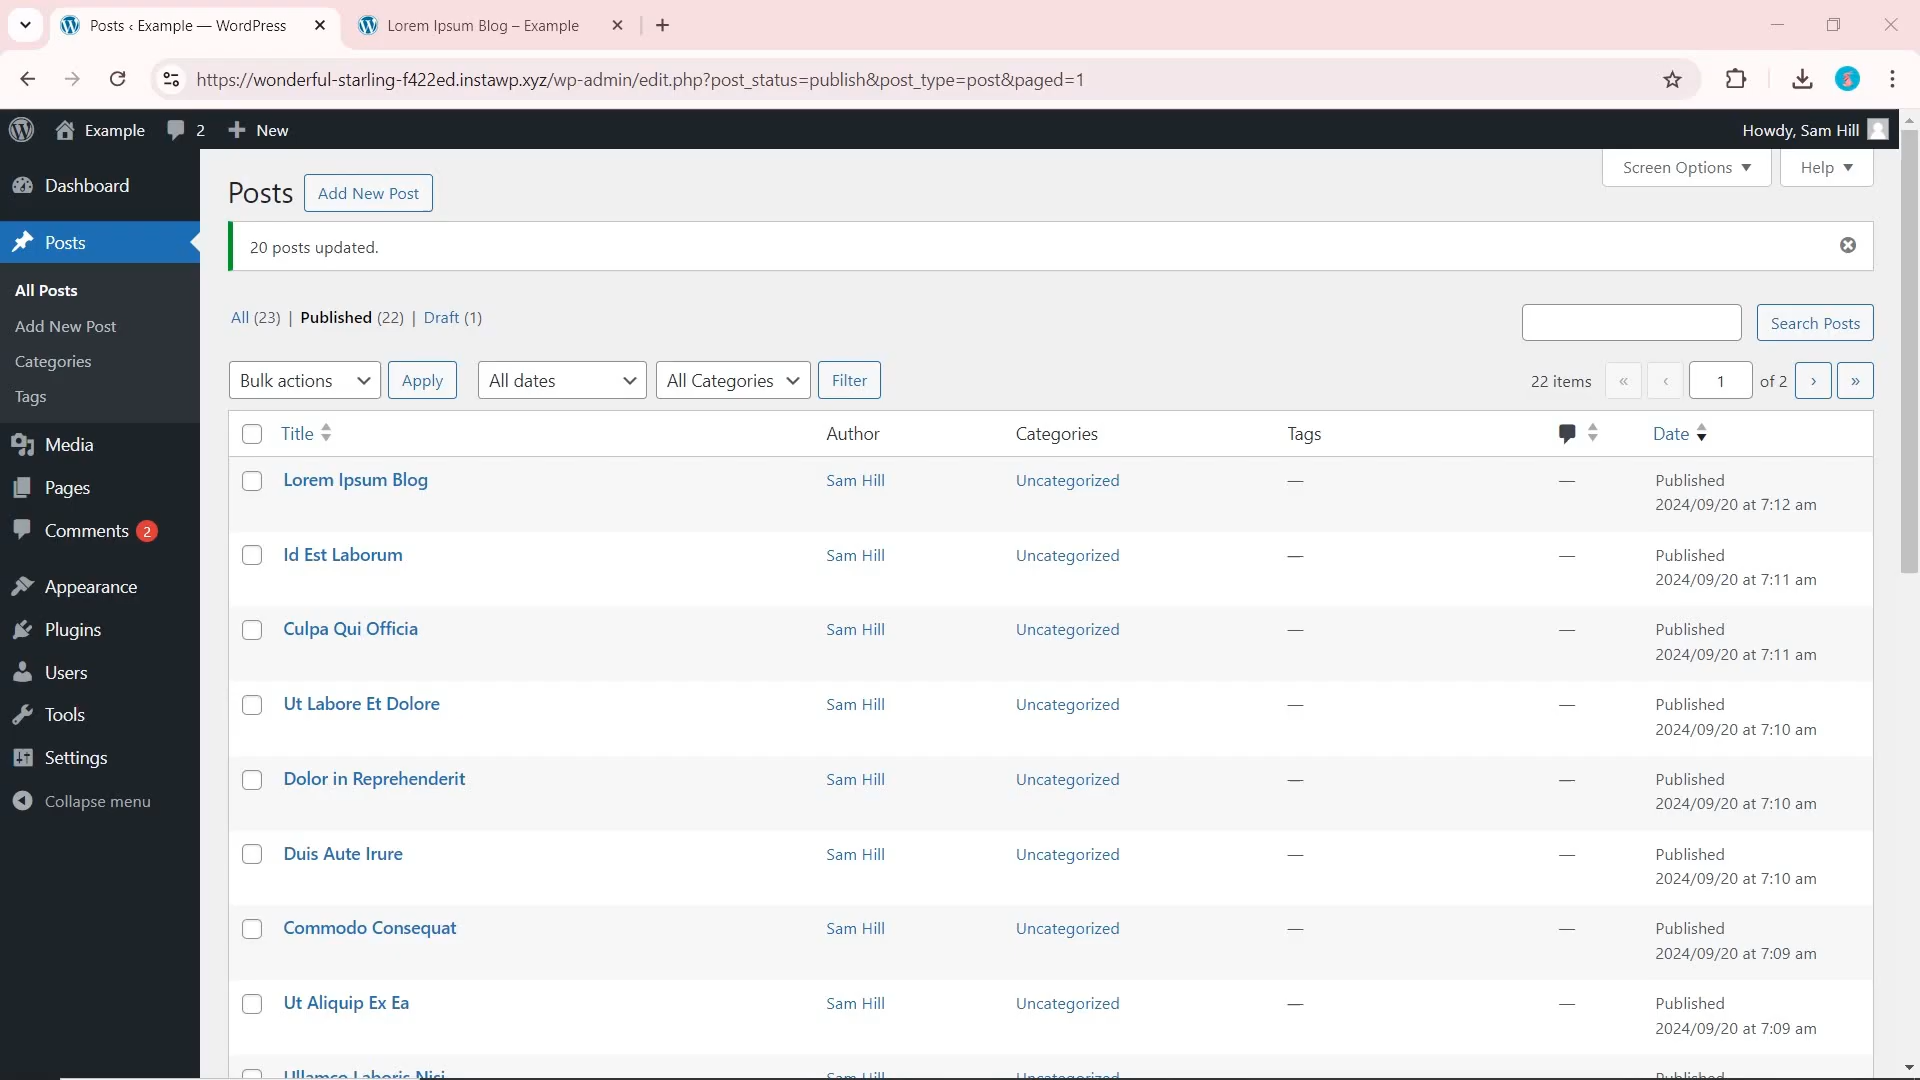 Posts ‹ Example — WordPress
Lorem Ipsum Blog – Example
https://wonderful-starling-f422ed.instawp.xyz/wp-admin/edit.php?post_status=publish&post_type=post&paged=1
Example 2 New Howdy, Sam Hill
Dashboard
Posts
All Posts
Add New Post
Categories
Tags
Media
Pages
Comments 2
Appearance
Plugins
Users
Tools
Settings
Collapse menu
Screen Options Help
Posts Add New Post
20 posts updated.
All (23) | Published (22) | Draft (1)
Search Posts
Bulk actions Apply All dates All Categories Filter 22 items « ‹ 1 of 2 › »
Title Author Categories Tags Date
Lorem Ipsum Blog Sam Hill Uncategorized — — Published
2024/09/20 at 7:12 am
Id Est Laborum Sam Hill Uncategorized — — Published
2024/09/20 at 7:11 am
Culpa Qui Officia Sam Hill Uncategorized — — Published
2024/09/20 at 7:11 am
Ut Labore Et Dolore Sam Hill Uncategorized — — Published
2024/09/20 at 7:10 am
Dolor in Reprehenderit Sam Hill Uncategorized — — Published
2024/09/20 at 7:10 am
Duis Aute Irure Sam Hill Uncategorized — — Published
2024/09/20 at 7:10 am
Commodo Consequat Sam Hill Uncategorized — — Published
2024/09/20 at 7:09 am
Ut Aliquip Ex Ea Sam Hill Uncategorized — — Published
2024/09/20 at 7:09 am
Ullamco Laboris Nisi Sam Hill Uncategorized Published